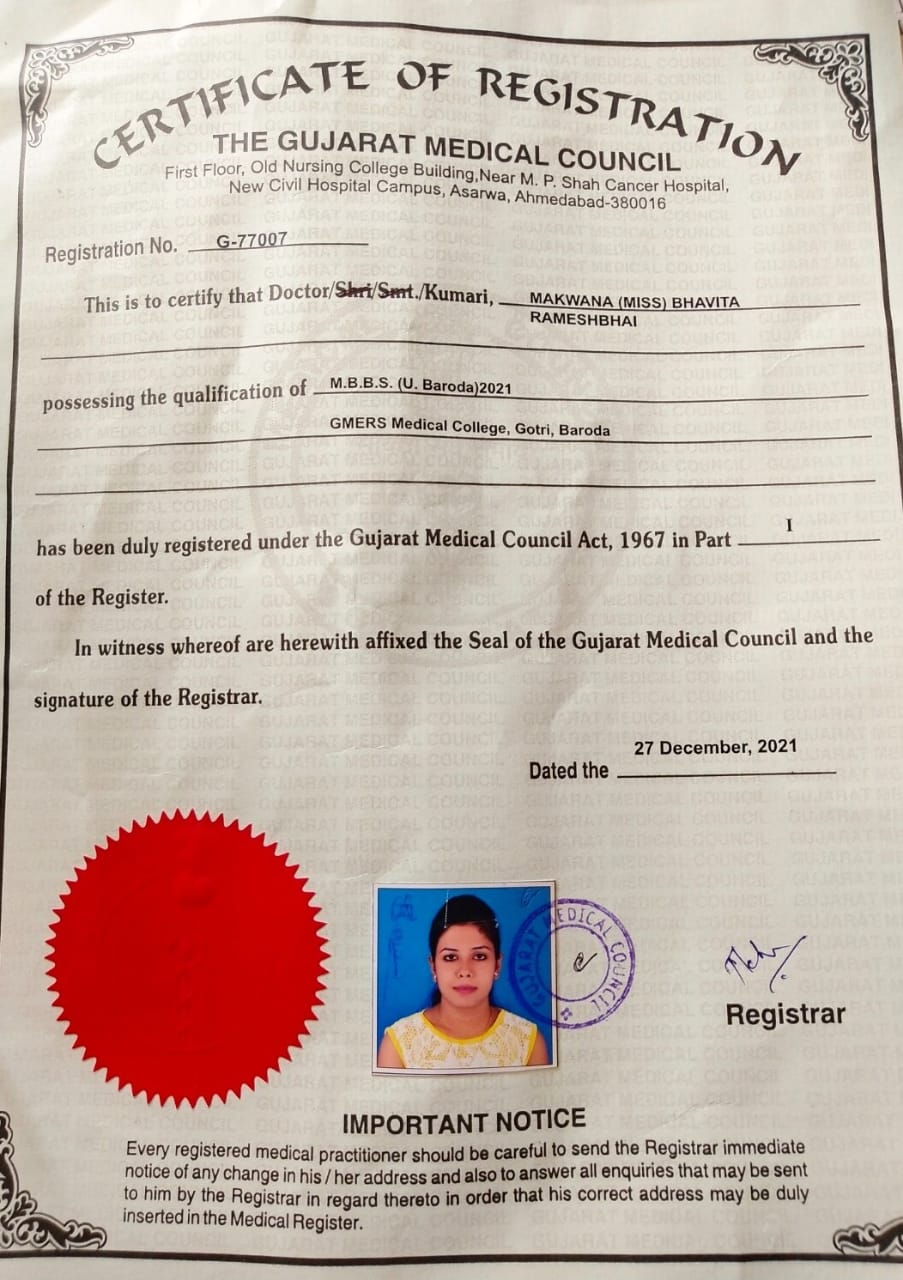 CERTIFICATE OF REGISTRATION
THE GUJARAT MEDICAL COUNCIL
First Floor, Old Nursing College Building,Near M. P. Shah Cancer Hospital,
New Civil Hospital Campus, Asarwa, Ahmedabad-380016
Registration No. G-77007
This is to certify that Doctor/Shri/Smt./Kumari, MAKWANA (MISS) BHAVITA
RAMESHBHAI
possessing the qualification of M.B.B.S. (U. Baroda)2021
GMERS Medical College, Gotri, Baroda
has been duly registered under the Gujarat Medical Council Act, 1967 in Part I
of the Register.
In witness whereof are herewith affixed the Seal of the Gujarat Medical Council and the
signature of the Registrar.
27 December, 2021
Dated the
GUJARAT MEDICAL COUNCIL
Registrar
IMPORTANT NOTICE
Every registered medical practitioner should be careful to send the Registrar immediate
notice of any change in his / her address and also to answer all enquiries that may be sent
to him by the Registrar in regard thereto in order that his correct address may be duly
inserted in the Medical Register.